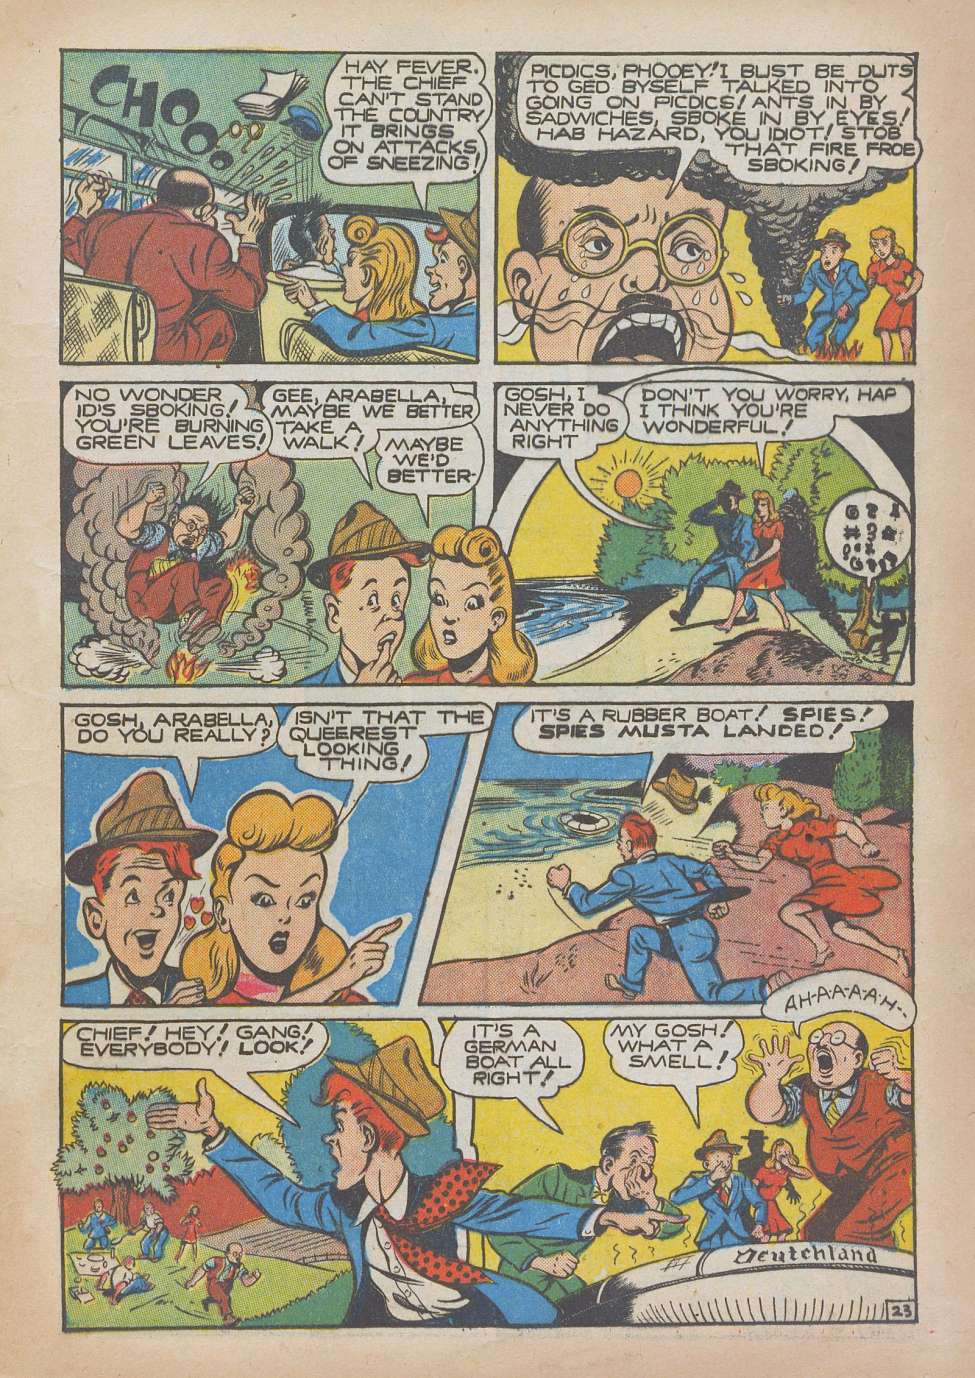 CHOOoo
HAY FEVER.
THE CHIEF
CAN'T STAND
THE COUNTRY
IT BRINGS
ON ATTACKS
OF SNEEZING!
PICDICS, PHOOEY! I BUST BE DUTS
TO GED BYSELF TALKED INTO
GOING ON PICDICS! ANTS IN BY
SADWICHES, SBOKE IN BY EYES!
HAB HAZARD, YOU IDIOT! STOB
THAT FIRE FROB
SBOKING!
NO WONDER
ID'S SBOKING!
YOU'RE BURNING
GREEN LEAVES!
GEE, ARABELLA,
MAYBE WE BETTER
TAKE A
WALK!
MAYBE
WE'D
BETTER-
GOSH, I
NEVER DO
ANYTHING
RIGHT
DON'T YOU WORRY, HAP
I THINK YOU'RE
WONDERFUL!
GOSH, ARABELLA,
DO YOU REALLY?
ISN'T THAT THE
QUEEREST
LOOKING
THING!
IT'S A RUBBER BOAT! SPIES!
SPIES MUSTA LANDED!
CHIEF! HEY! GANG!
EVERYBODY! LOOK!
IT'S A
GERMAN
BOAT ALL
RIGHT!
MY GOSH!
WHAT A
SMELL!
AH-A-A-A-A-H--
Deutchland
23